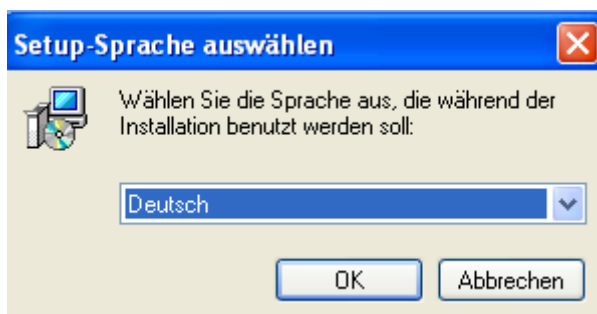 Setup-Sprache auswählen
Wählen Sie die Sprache aus, die während der
Installation benutzt werden soll:
Deutsch
OK
Abbrechen